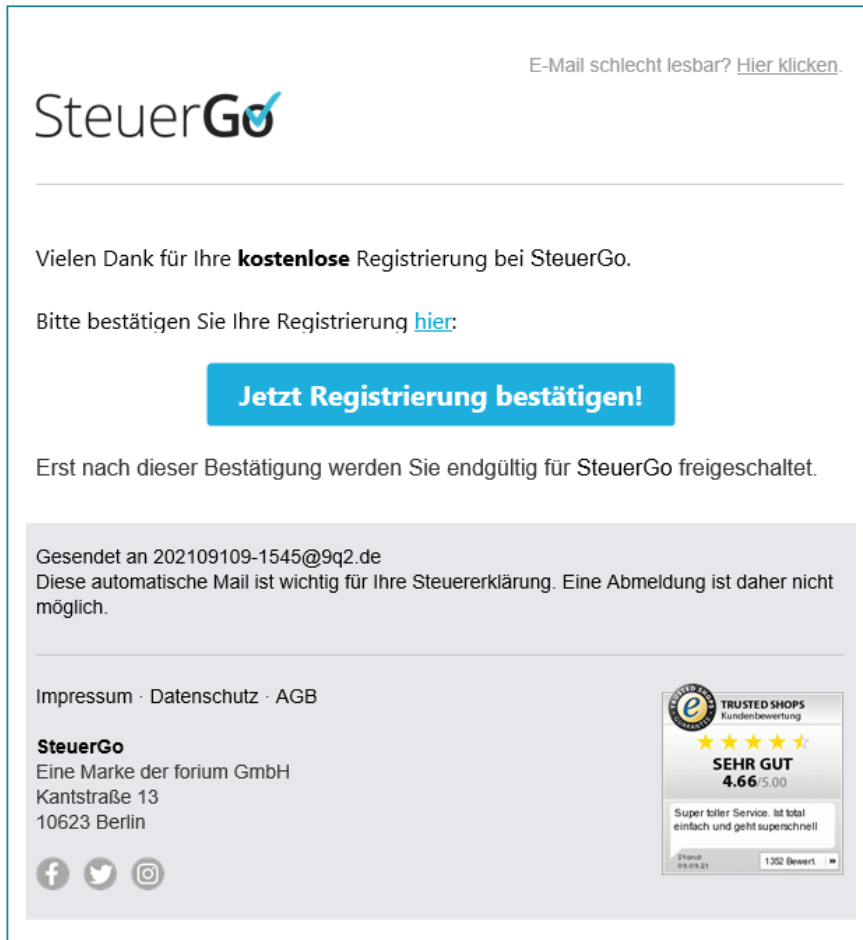 E-Mail schlecht lesbar? Hier klicken.
SteuerGo
Vielen Dank für Ihre kostenlose Registrierung bei SteuerGo.
Bitte bestätigen Sie Ihre Registrierung hier:
Jetzt Registrierung bestätigen!
Erst nach dieser Bestätigung werden Sie endgültig für SteuerGo freigeschaltet.
Gesendet an 202109109-1545@9q2.de
Diese automatische Mail ist wichtig für Ihre Steuererklärung. Eine Abmeldung ist daher nicht
möglich.
Impressum · Datenschutz · AGB
SteuerGo
Eine Marke der forium GmbH
Kantstraße 13
10623 Berlin
TRUSTED SHOPS
GUARANTEE
e
TRUSTED SHOPS
Kundenbewertung
SEHR GUT
4.66/5.00
Super toller Service. Ist total
einfach und geht superschnell
Stand:
09.09.21
1352 Bewert. »